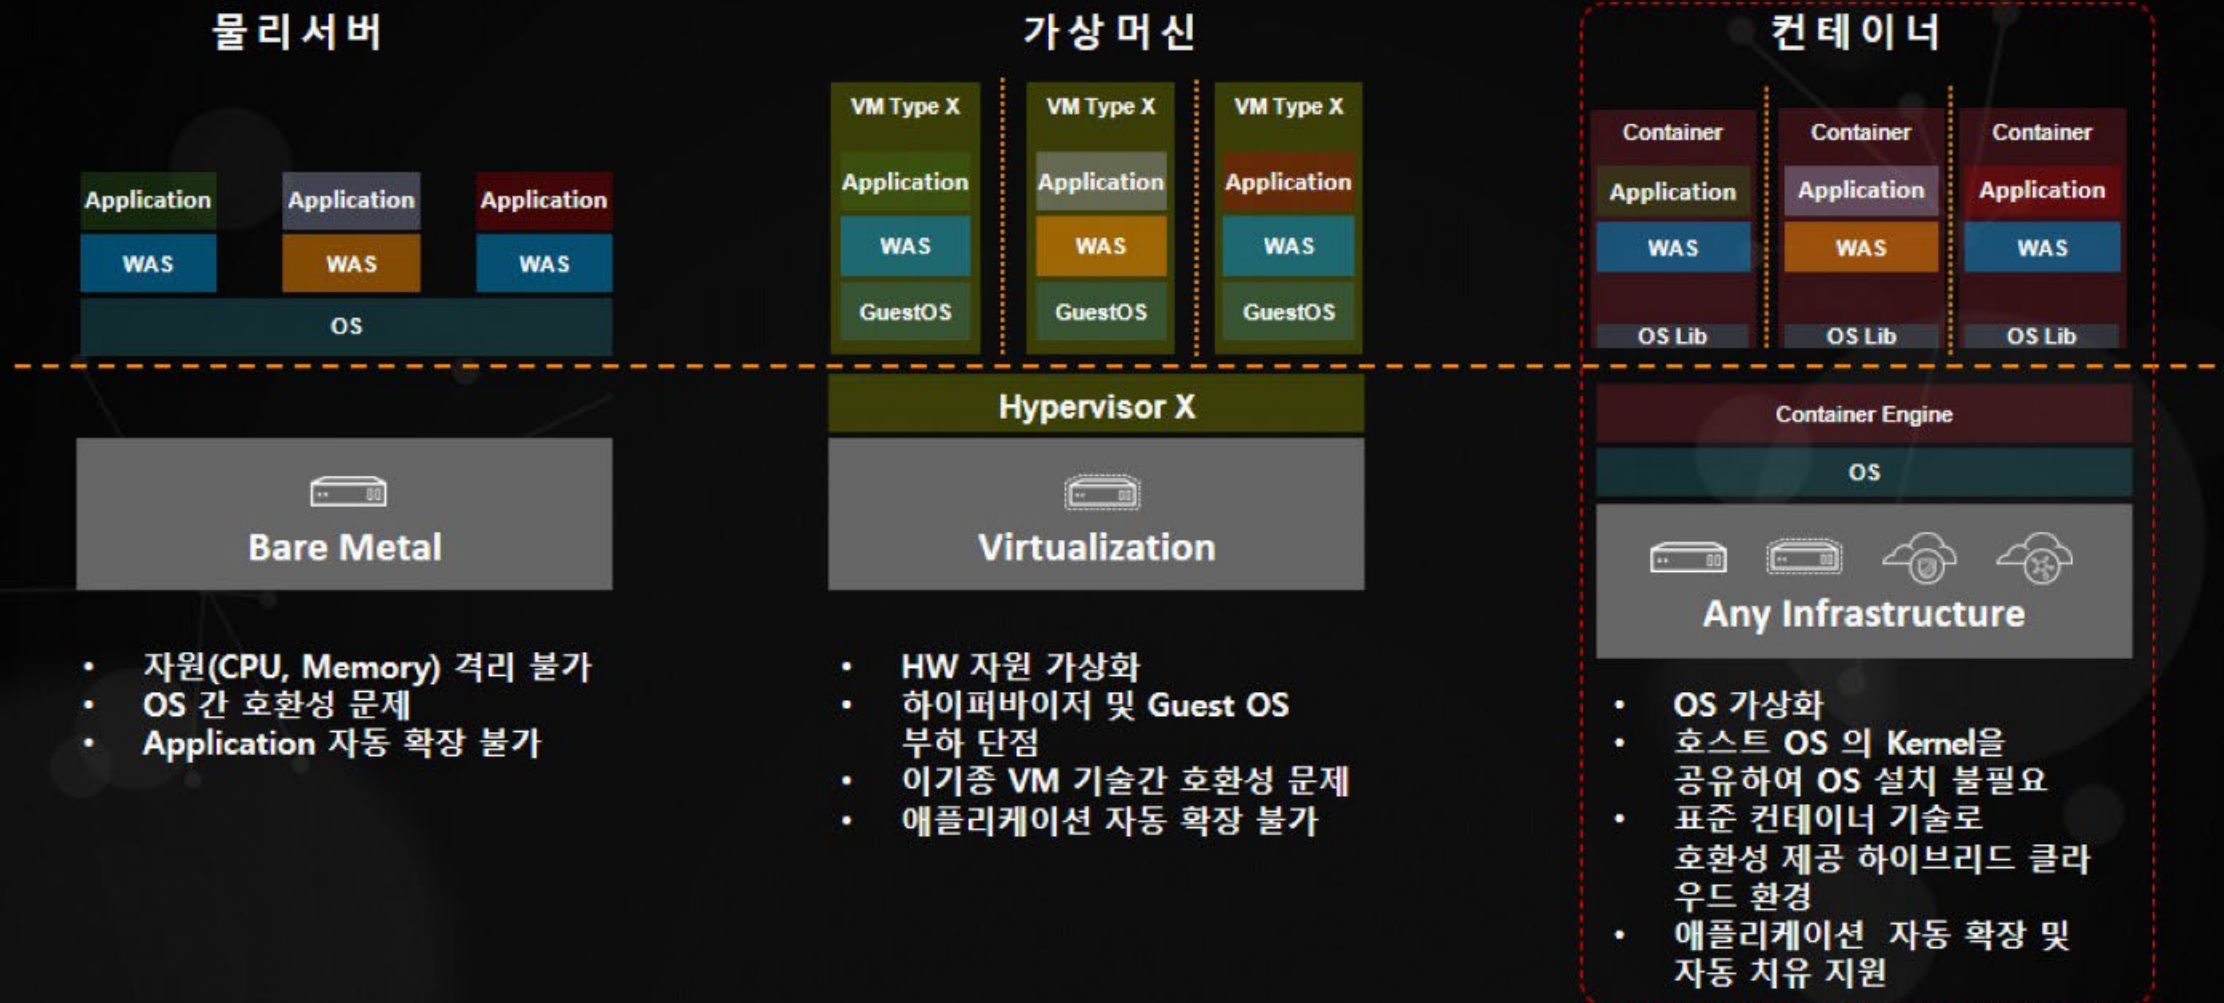 물리서버
Application
Application
Application
WAS
WAS
WAS
OS
Bare Metal
• 자원(CPU, Memory) 격리 불가
• OS 간 호환성 문제
• Application 자동 확장 불가
가상머신
VM Type X
VM Type X
VM Type X
Application
Application
Application
WAS
WAS
WAS
GuestOS
GuestOS
GuestOS
Hypervisor X
Virtualization
• HW 자원 가상화
• 하이퍼바이저 및 Guest OS
부하 단점
• 이기종 VM 기술간 호환성 문제
• 애플리케이션 자동 확장 불가
컨테이너
Container
Container
Container
Application
Application
Application
WAS
WAS
WAS
OS Lib
OS Lib
OS Lib
Container Engine
OS
Any Infrastructure
• OS 가상화
• 호스트 OS 의 Kernel을
공유하여 OS 설치 불필요
• 표준 컨테이너 기술로
호환성 제공 하이브리드 클라
우드 환경
• 애플리케이션 자동 확장 및
자동 치유 지원